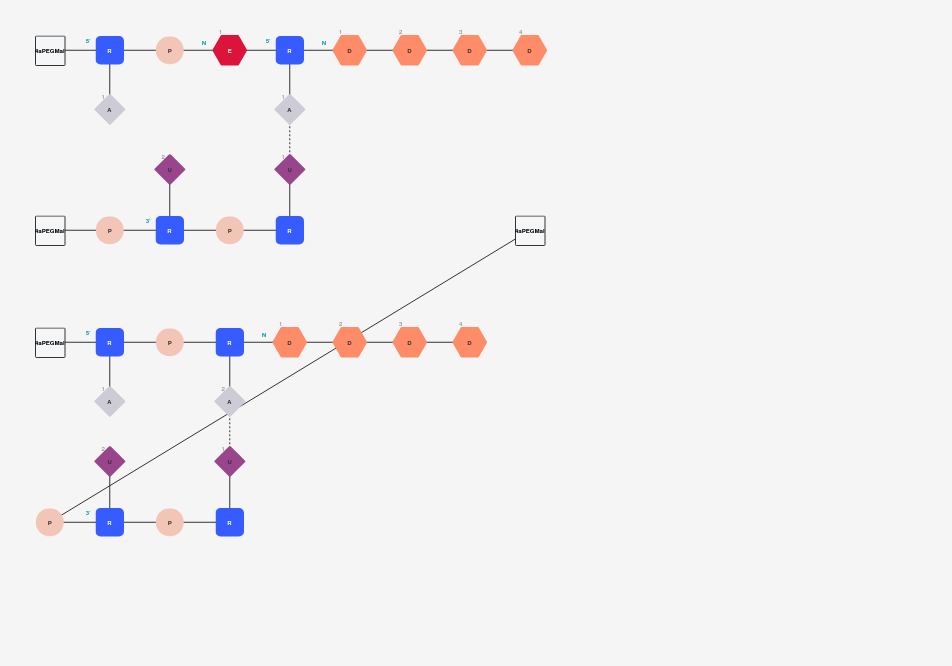 1 1 2 3 4
5' N 5' N
4aPEGMal R P E R D D D D
1 1
A A
2 1
U U
3'
4aPEGMal P R P R 4aPEGMal
1 2 3 4
5' N
4aPEGMal R P R D D D D
1 2
A A
2 1
U U
3'
P R P R